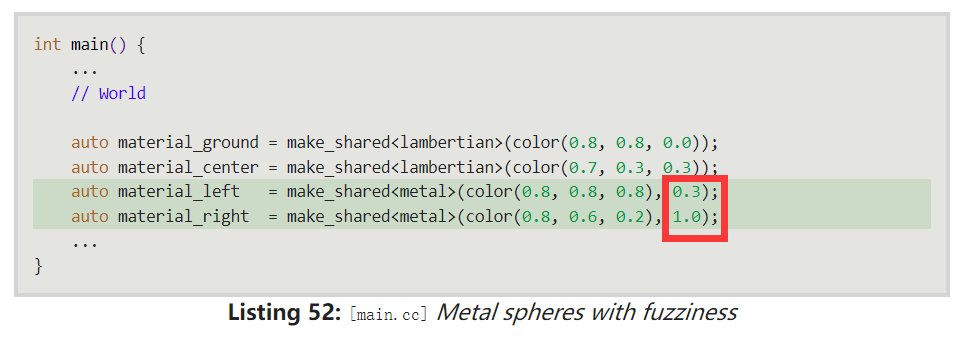 int main() {
    ...
    // World
    auto material_ground = make_shared<lambertian>(color(0.8, 0.8, 0.0));
    auto material_center = make_shared<lambertian>(color(0.7, 0.3, 0.3));
    auto material_left   = make_shared<metal>(color(0.8, 0.8, 0.8), 0.3);
    auto material_right  = make_shared<metal>(color(0.8, 0.6, 0.2), 1.0);
    ...
}
Listing 52: [main.cc] Metal spheres with fuzziness